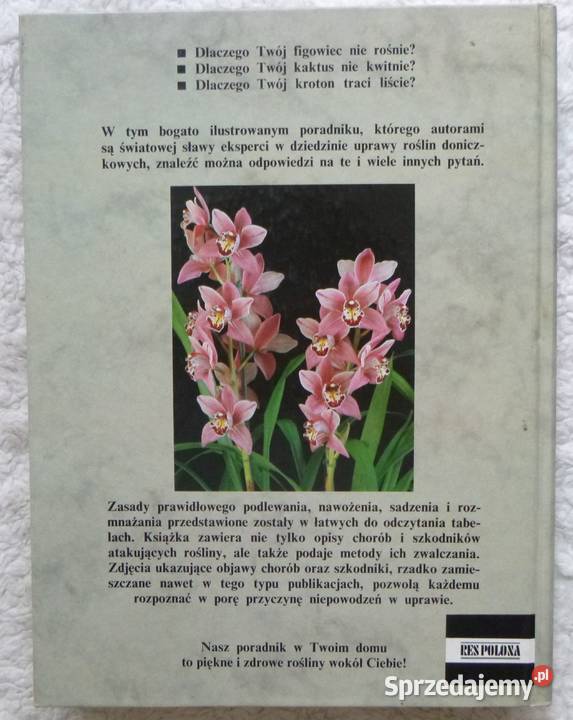 ■ Dlaczego Twój figowiec nie rośnie?
■ Dlaczego Twój kaktus nie kwitnie?
■ Dlaczego Twój kroton traci liście?
W tym bogato ilustrowanym poradniku, którego autorami
są światowej sławy eksperci w dziedzinie uprawy roślin donicz-
kowych, znaleźć można odpowiedzi na te i wiele innych pytań.
Zasady prawidłowego podlewania, nawożenia, sadzenia i roz-
mnażania przedstawione zostały w łatwych do odczytania tabe-
lach. Książka zawiera nie tylko opisy chorób i szkodników
atakujących rośliny, ale także podaje metody ich zwalczania.
Zdjęcia ukazujące objawy chorób oraz szkodniki, rzadko zamie-
szczane nawet w tego typu publikacjach, pozwolą każdemu
rozpoznać w porę przyczynę niepowodzeń w uprawie.
Nasz poradnik w Twoim domu
to piękne i zdrowe rośliny wokół Ciebie!
RES POLONA
Sprzedajemy.pl